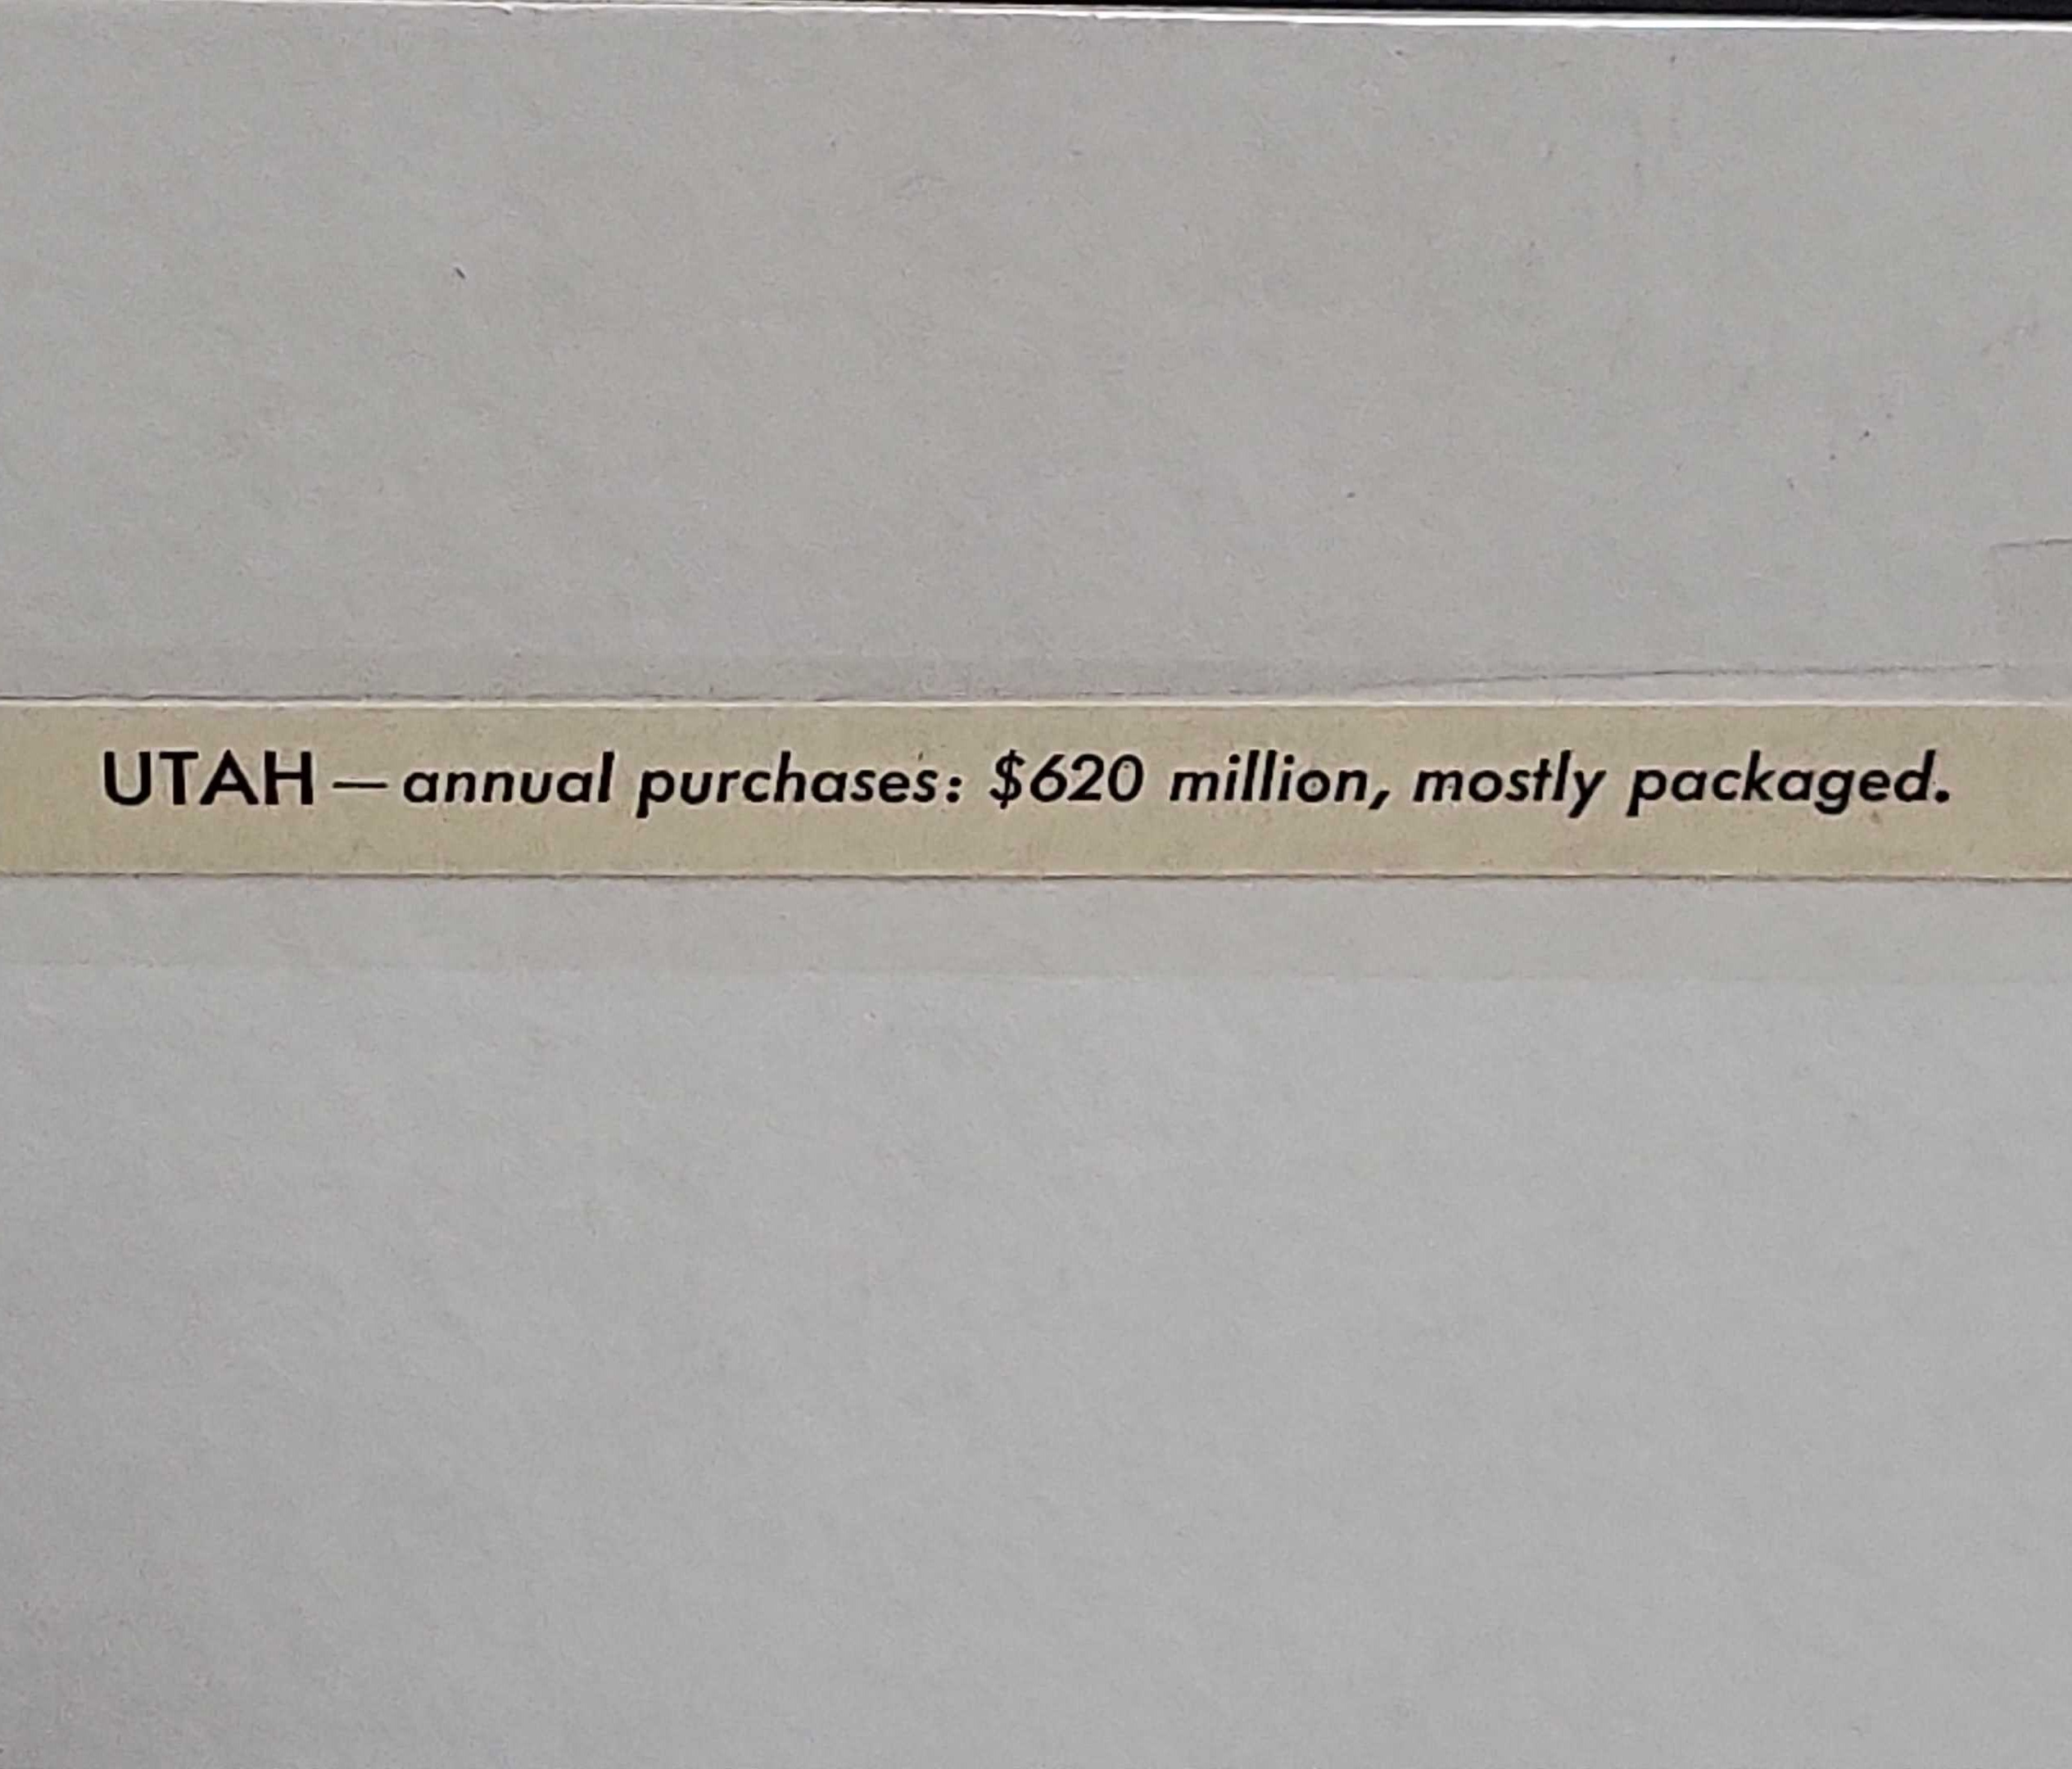 UTAH — annual purchases: $620 million, mostly packaged.